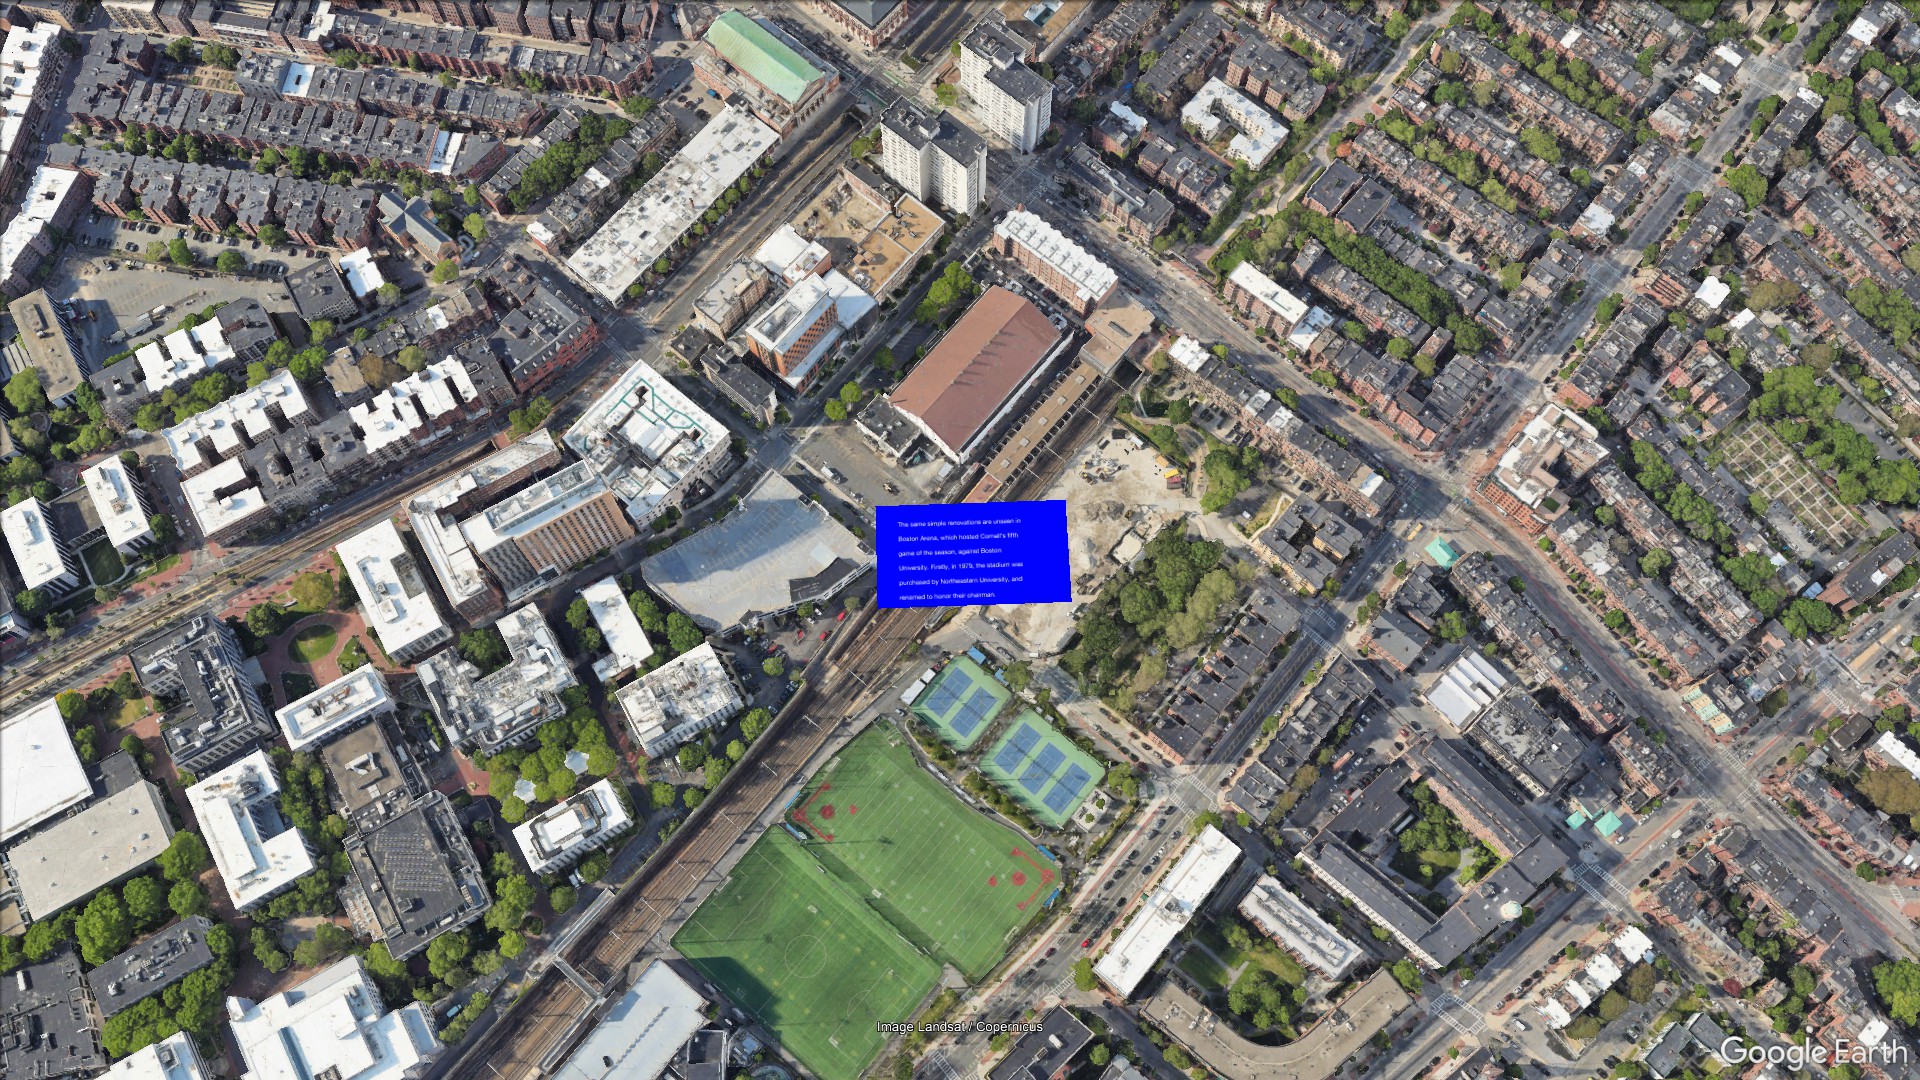 The same simple renovations are unseen in
Boston Arena, which hosted Cornall's fifth
game of the season, against Boston
University. Firstly, in 1979, the stadium was
purchased by Northeastern University, and
renamed to honor their chairman.
Image Landsat / Copernicus
Google Earth